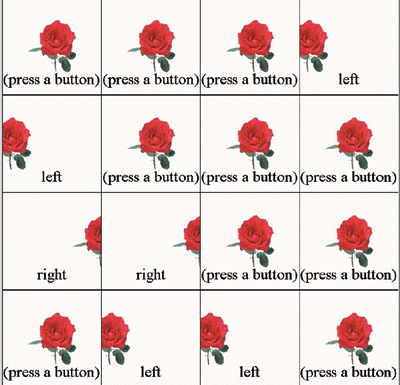 (press a button) (press a button) (press a button) left
left (press a button) (press a button) (press a button)
right right (press a button) (press a button)
(press a button) left left (press a button)